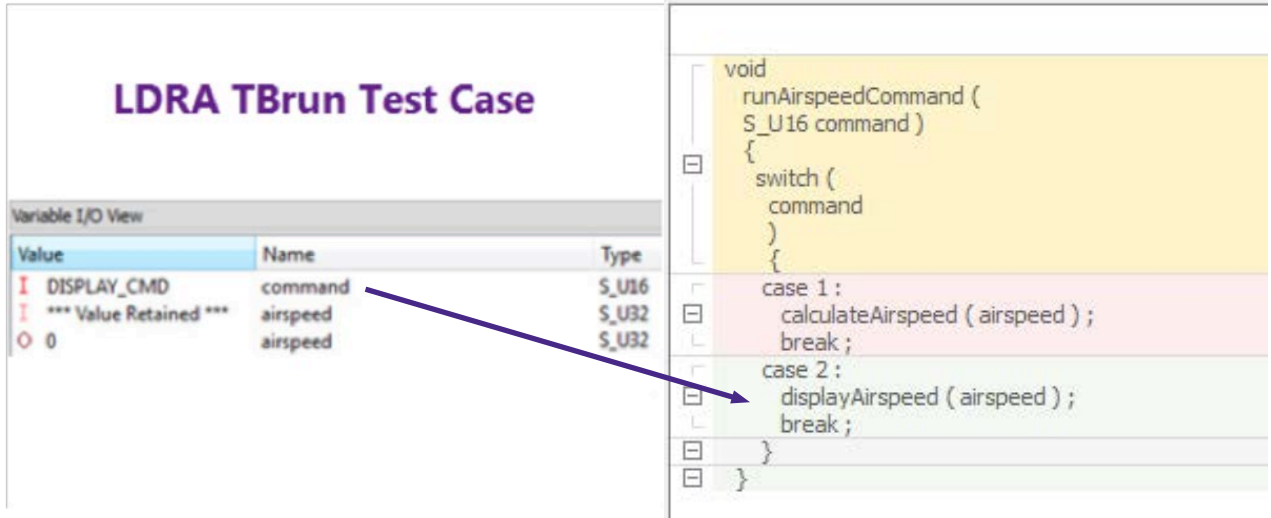 LDRA TBrun Test Case
Variable I/O View
Value Name Type
I DISPLAY_CMD command S_U16
I *** Value Retained *** airspeed S_U32
O 0 airspeed S_U32
void
runAirspeedCommand (
S_U16 command )
{
switch (
command
)
{
case 1 :
calculateAirspeed ( airspeed ) ;
break ;
case 2 :
displayAirspeed ( airspeed ) ;
break ;
}
}